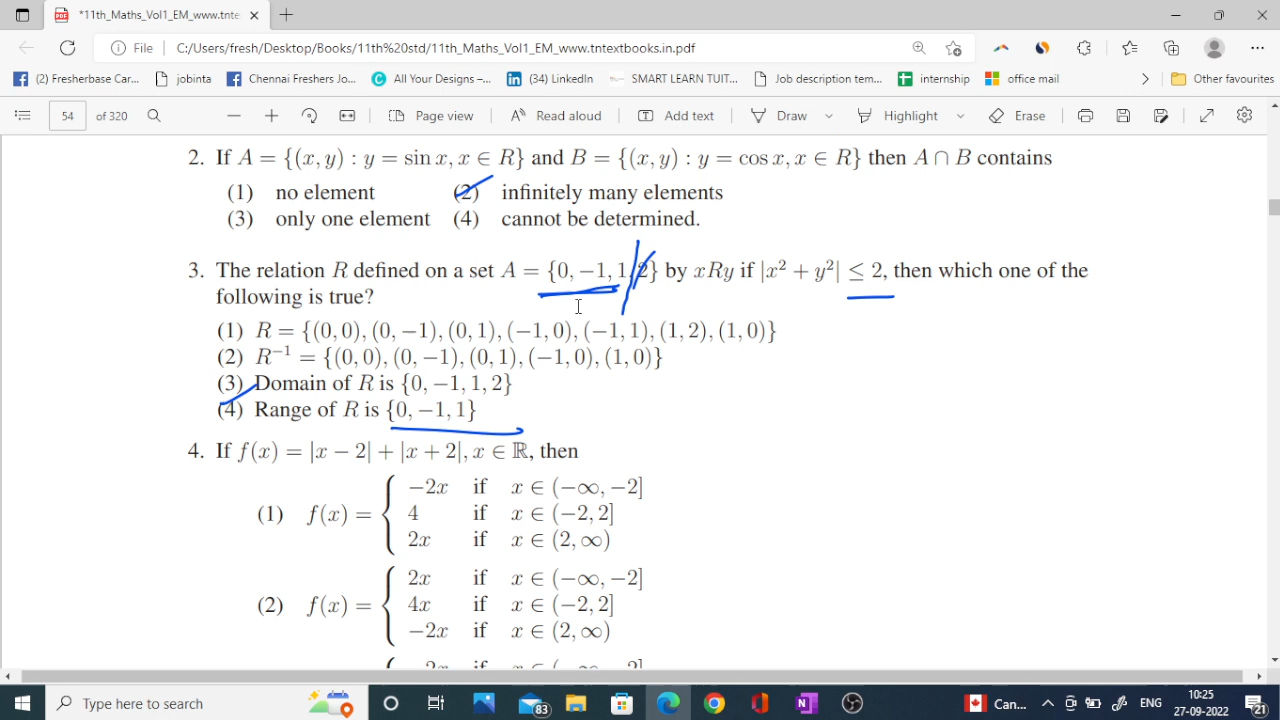 *11th_Maths_Vol1_EM_www.tnte
File C:/Users/fresh/Desktop/Books/11th%20std/11th_Maths_Vol1_EM_www.tntextbooks.in.pdf
(2) Fresherbase Car... jobinta Chennai Freshers Jo... All Your Designs –... (34) LinkedIn SMART LEARN TUIT... Job description tem... internship office mail Other favourites
54 of 320 Page view Read aloud Add text Draw Highlight Erase
2. If A = {(x, y) : y = sin x, x ∈ R} and B = {(x, y) : y = cos x, x ∈ R} then A ∩ B contains
(1) no element (2) infinitely many elements
(3) only one element (4) cannot be determined.
3. The relation R defined on a set A = {0, −1, 1, 2} by xRy if |x² + y²| ≤ 2, then which one of the
following is true?
(1) R = {(0, 0), (0, −1), (0, 1), (−1, 0), (−1, 1), (1, 2), (1, 0)}
(2) R⁻¹ = {(0, 0), (0, −1), (0, 1), (−1, 0), (1, 0)}
(3) Domain of R is {0, −1, 1, 2}
(4) Range of R is {0, −1, 1}
4. If f(x) = |x − 2| + |x + 2|, x ∈ ℝ, then
−2x if x ∈ (−∞, −2]
(1) f(x) = { 4 if x ∈ (−2, 2]
2x if x ∈ (2, ∞)
2x if x ∈ (−∞, −2]
(2) f(x) = { 4x if x ∈ (−2, 2]
−2x if x ∈ (2, ∞)
Type here to search 83 Can... ENG 10:25
27-09-2022 21